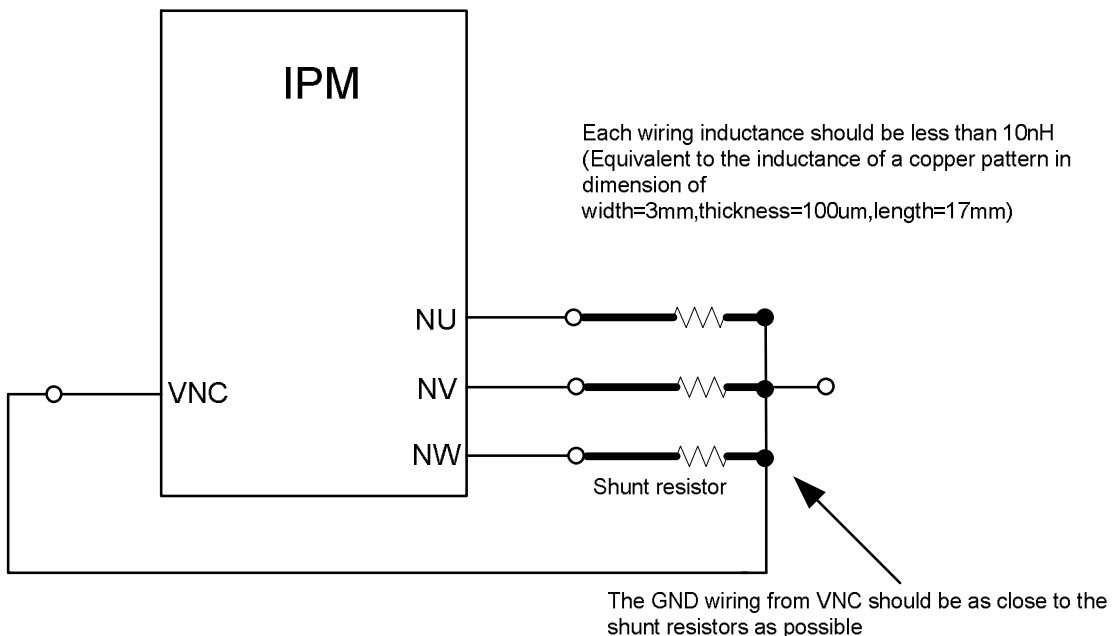 IPM
Each wiring inductance should be less than 10nH
(Equivalent to the inductance of a copper pattern in
dimension of
width=3mm,thickness=100um,length=17mm)
NU
VNC
NV
NW
Shunt resistor
The GND wiring from VNC should be as close to the
shunt resistors as possible